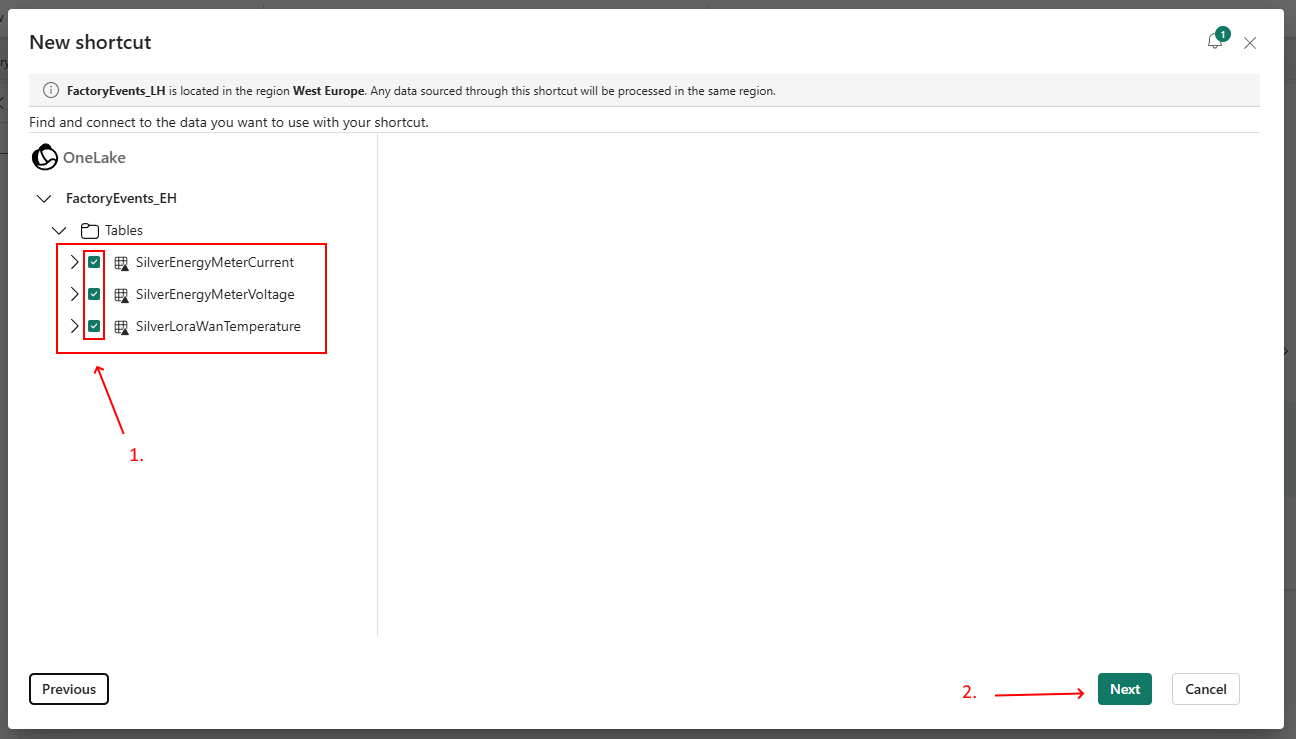 New shortcut
1
FactoryEvents_LH is located in the region West Europe. Any data sourced through this shortcut will be processed in the same region.
Find and connect to the data you want to use with your shortcut.
OneLake
FactoryEvents_EH
Tables
SilverEnergyMeterCurrent
SilverEnergyMeterVoltage
SilverLoraWanTemperature
1.
Previous
2.
Next
Cancel